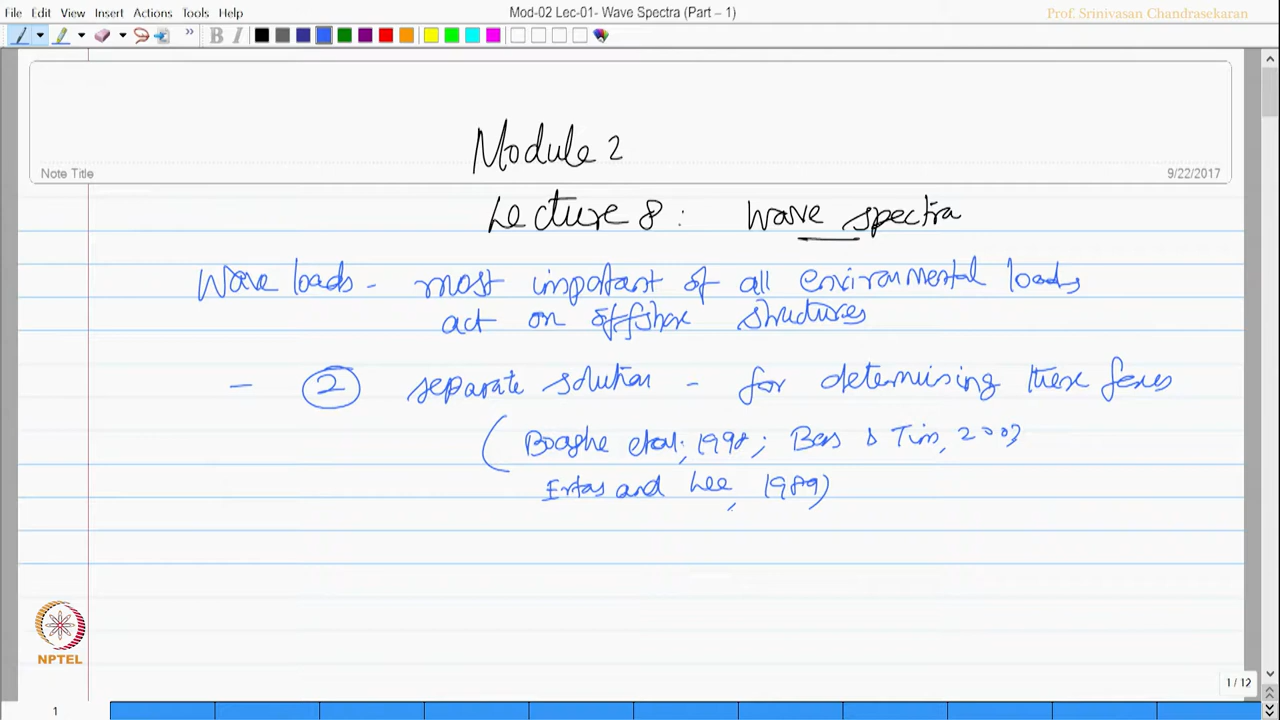 File Edit View Insert Actions Tools Help
Mod-02 Lec-01- Wave Spectra (Part – 1)
Prof. Srinivasan Chandrasekaran
B I
Module 2
Note Title
9/22/2017
Lecture 8 : Wave spectra
Wave loads - most important of all environmental loads
act on offshore structures
- 2 separate solution - for determining these forces
(Boaghe etal., 1998; Bas & Tim, 2003
Ertas and Lee, 1989)
NPTEL
1 / 12
1